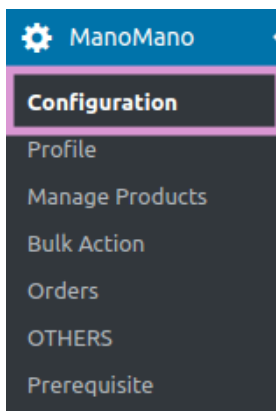 ManoMano
Configuration
Profile
Manage Products
Bulk Action
Orders
OTHERS
Prerequisite